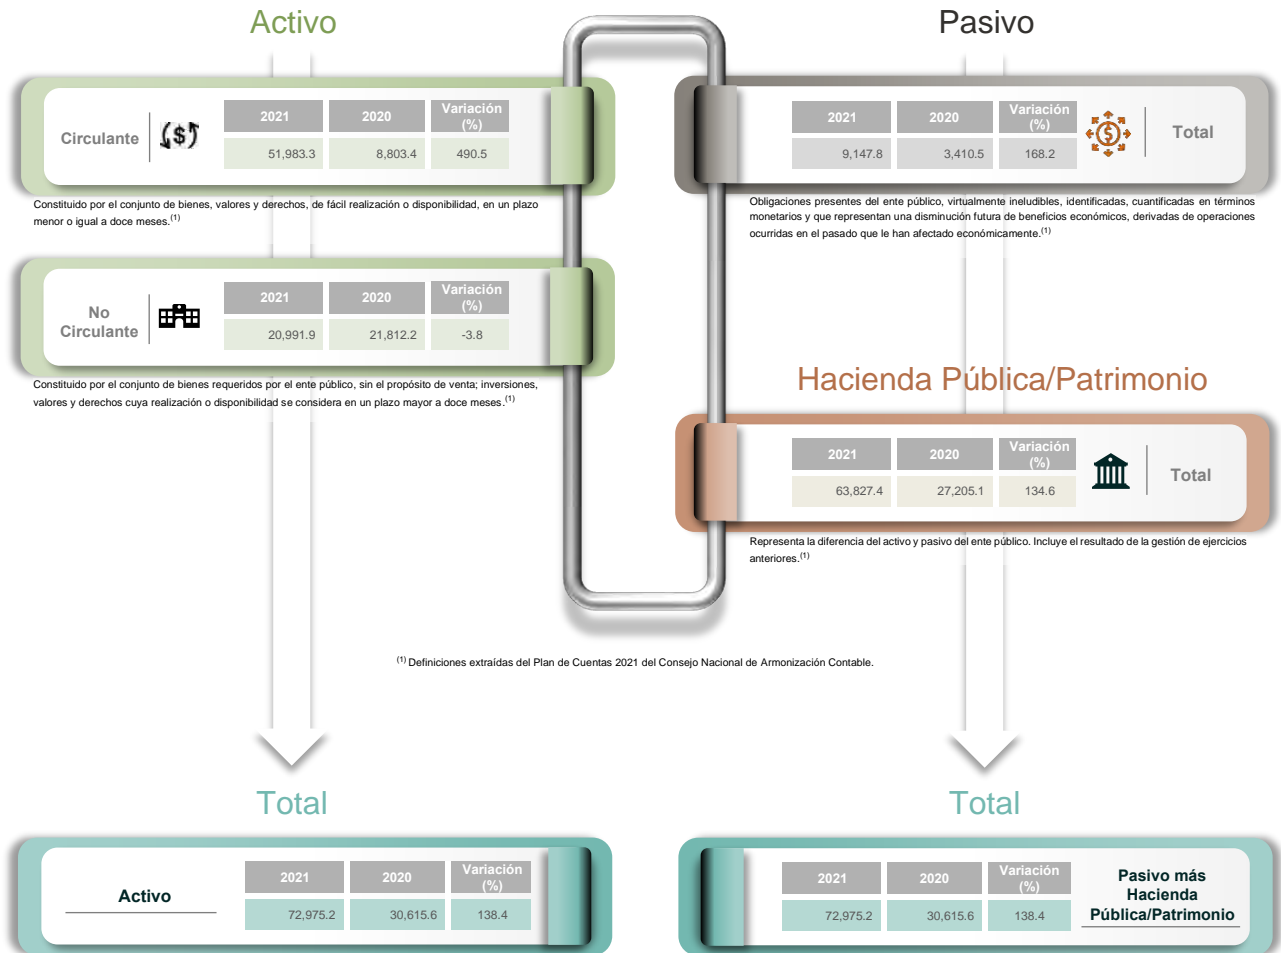 Activo
Circulante
2021 2020 Variación
(%)
51,983.3 8,803.4 490.5
Constituido por el conjunto de bienes, valores y derechos, de fácil realización o disponibilidad, en un plazo
menor o igual a doce meses.(1)
No
Circulante
2021 2020 Variación
(%)
20,991.9 21,812.2 -3.8
Constituido por el conjunto de bienes requeridos por el ente público, sin el propósito de venta; inversiones,
valores y derechos cuya realización o disponibilidad se considera en un plazo mayor a doce meses.(1)
Pasivo
2021 2020 Variación
(%)
9,147.8 3,410.5 168.2
Total
Obligaciones presentes del ente público, virtualmente ineludibles, identificadas, cuantificadas en términos
monetarios y que representan una disminución futura de beneficios económicos, derivadas de operaciones
ocurridas en el pasado que le han afectado económicamente.(1)
Hacienda Pública/Patrimonio
2021 2020 Variación
(%)
63,827.4 27,205.1 134.6
Total
Representa la diferencia del activo y pasivo del ente público. Incluye el resultado de la gestión de ejercicios
anteriores.(1)
(1) Definiciones extraídas del Plan de Cuentas 2021 del Consejo Nacional de Armonización Contable.
Total
Activo
2021 2020 Variación
(%)
72,975.2 30,615.6 138.4
Total
2021 2020 Variación
(%)
72,975.2 30,615.6 138.4
Pasivo más
Hacienda
Pública/Patrimonio